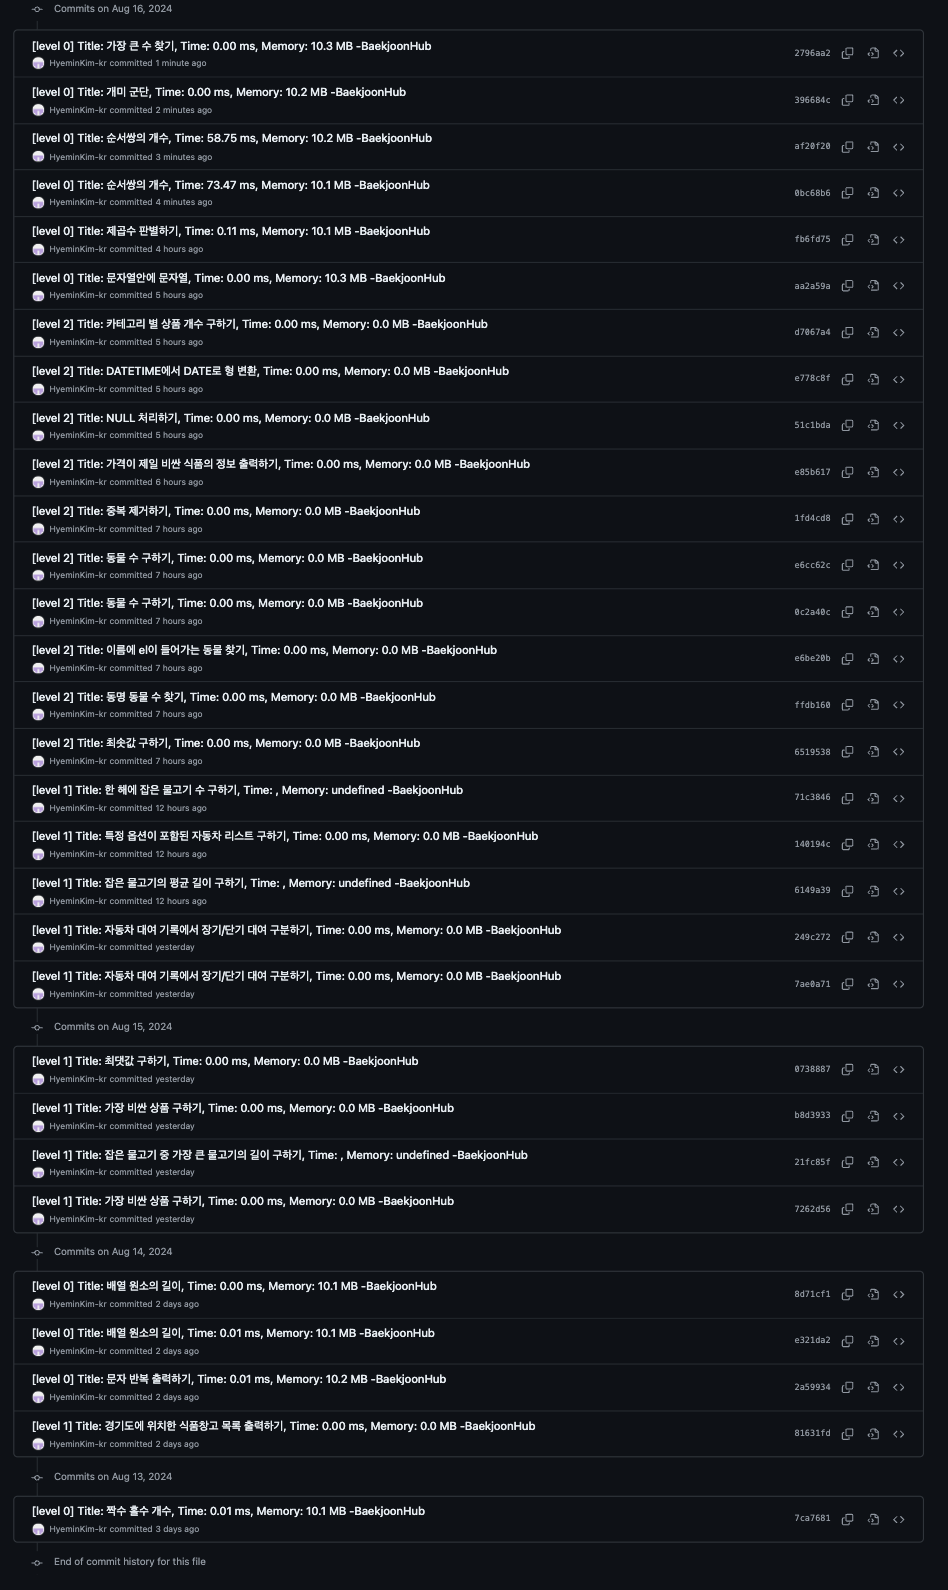 Commits on Aug 16, 2024
[level 0] Title: 가장 큰 수 찾기, Time: 0.00 ms, Memory: 10.3 MB -BaekjoonHub
2796aa2
HyeminKim-kr committed 1 minute ago
[level 0] Title: 개미 군단, Time: 0.00 ms, Memory: 10.2 MB -BaekjoonHub
396684c
HyeminKim-kr committed 2 minutes ago
[level 0] Title: 순서쌍의 개수, Time: 58.75 ms, Memory: 10.2 MB -BaekjoonHub
af20f20
HyeminKim-kr committed 3 minutes ago
[level 0] Title: 순서쌍의 개수, Time: 73.47 ms, Memory: 10.1 MB -BaekjoonHub
0bc68b6
HyeminKim-kr committed 4 minutes ago
[level 0] Title: 제곱수 판별하기, Time: 0.11 ms, Memory: 10.1 MB -BaekjoonHub
fb6fd75
HyeminKim-kr committed 4 hours ago
[level 0] Title: 문자열안에 문자열, Time: 0.00 ms, Memory: 10.3 MB -BaekjoonHub
aa2a59a
HyeminKim-kr committed 5 hours ago
[level 2] Title: 카테고리 별 상품 개수 구하기, Time: 0.00 ms, Memory: 0.0 MB -BaekjoonHub
d7067a4
HyeminKim-kr committed 5 hours ago
[level 2] Title: DATETIME에서 DATE로 형 변환, Time: 0.00 ms, Memory: 0.0 MB -BaekjoonHub
e778c8f
HyeminKim-kr committed 5 hours ago
[level 2] Title: NULL 처리하기, Time: 0.00 ms, Memory: 0.0 MB -BaekjoonHub
51c1bda
HyeminKim-kr committed 5 hours ago
[level 2] Title: 가격이 제일 비싼 식품의 정보 출력하기, Time: 0.00 ms, Memory: 0.0 MB -BaekjoonHub
e85b617
HyeminKim-kr committed 6 hours ago
[level 2] Title: 중복 제거하기, Time: 0.00 ms, Memory: 0.0 MB -BaekjoonHub
1fd4cd8
HyeminKim-kr committed 7 hours ago
[level 2] Title: 동물 수 구하기, Time: 0.00 ms, Memory: 0.0 MB -BaekjoonHub
e6cc62c
HyeminKim-kr committed 7 hours ago
[level 2] Title: 동물 수 구하기, Time: 0.00 ms, Memory: 0.0 MB -BaekjoonHub
0c2a40c
HyeminKim-kr committed 7 hours ago
[level 2] Title: 이름에 el이 들어가는 동물 찾기, Time: 0.00 ms, Memory: 0.0 MB -BaekjoonHub
e6be20b
HyeminKim-kr committed 7 hours ago
[level 2] Title: 동명 동물 수 찾기, Time: 0.00 ms, Memory: 0.0 MB -BaekjoonHub
ffdb160
HyeminKim-kr committed 7 hours ago
[level 2] Title: 최솟값 구하기, Time: 0.00 ms, Memory: 0.0 MB -BaekjoonHub
6519538
HyeminKim-kr committed 7 hours ago
[level 1] Title: 한 해에 잡은 물고기 수 구하기, Time: , Memory: undefined -BaekjoonHub
71c3846
HyeminKim-kr committed 12 hours ago
[level 1] Title: 특정 옵션이 포함된 자동차 리스트 구하기, Time: 0.00 ms, Memory: 0.0 MB -BaekjoonHub
140194c
HyeminKim-kr committed 12 hours ago
[level 1] Title: 잡은 물고기의 평균 길이 구하기, Time: , Memory: undefined -BaekjoonHub
6149a39
HyeminKim-kr committed 12 hours ago
[level 1] Title: 자동차 대여 기록에서 장기/단기 대여 구분하기, Time: 0.00 ms, Memory: 0.0 MB -BaekjoonHub
249c272
HyeminKim-kr committed yesterday
[level 1] Title: 자동차 대여 기록에서 장기/단기 대여 구분하기, Time: 0.00 ms, Memory: 0.0 MB -BaekjoonHub
7ae0a71
HyeminKim-kr committed yesterday
Commits on Aug 15, 2024
[level 1] Title: 최댓값 구하기, Time: 0.00 ms, Memory: 0.0 MB -BaekjoonHub
0738887
HyeminKim-kr committed yesterday
[level 1] Title: 가장 비싼 상품 구하기, Time: 0.00 ms, Memory: 0.0 MB -BaekjoonHub
b8d3933
HyeminKim-kr committed yesterday
[level 1] Title: 잡은 물고기 중 가장 큰 물고기의 길이 구하기, Time: , Memory: undefined -BaekjoonHub
21fc85f
HyeminKim-kr committed yesterday
[level 1] Title: 가장 비싼 상품 구하기, Time: 0.00 ms, Memory: 0.0 MB -BaekjoonHub
7262d56
HyeminKim-kr committed yesterday
Commits on Aug 14, 2024
[level 0] Title: 배열 원소의 길이, Time: 0.00 ms, Memory: 10.1 MB -BaekjoonHub
8d71cf1
HyeminKim-kr committed 2 days ago
[level 0] Title: 배열 원소의 길이, Time: 0.01 ms, Memory: 10.1 MB -BaekjoonHub
e321da2
HyeminKim-kr committed 2 days ago
[level 0] Title: 문자 반복 출력하기, Time: 0.01 ms, Memory: 10.2 MB -BaekjoonHub
2a59934
HyeminKim-kr committed 2 days ago
[level 1] Title: 경기도에 위치한 식품창고 목록 출력하기, Time: 0.00 ms, Memory: 0.0 MB -BaekjoonHub
81631fd
HyeminKim-kr committed 2 days ago
Commits on Aug 13, 2024
[level 0] Title: 짝수 홀수 개수, Time: 0.01 ms, Memory: 10.1 MB -BaekjoonHub
7ca7681
HyeminKim-kr committed 3 days ago
End of commit history for this file